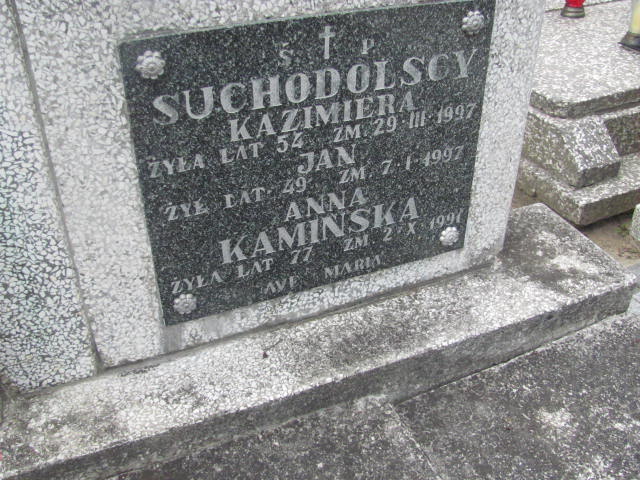 Ś † P
SUCHODOLSCY
KAZIMIERA
ŻYŁA LAT 54 ZM. 29 III 1997
JAN
ŻYŁ LAT 49 ZM. 7 I 1997
ANNA
KAMIŃSKA
ŻYŁA LAT 77 ZM 2 X 1991
AVE MARIA